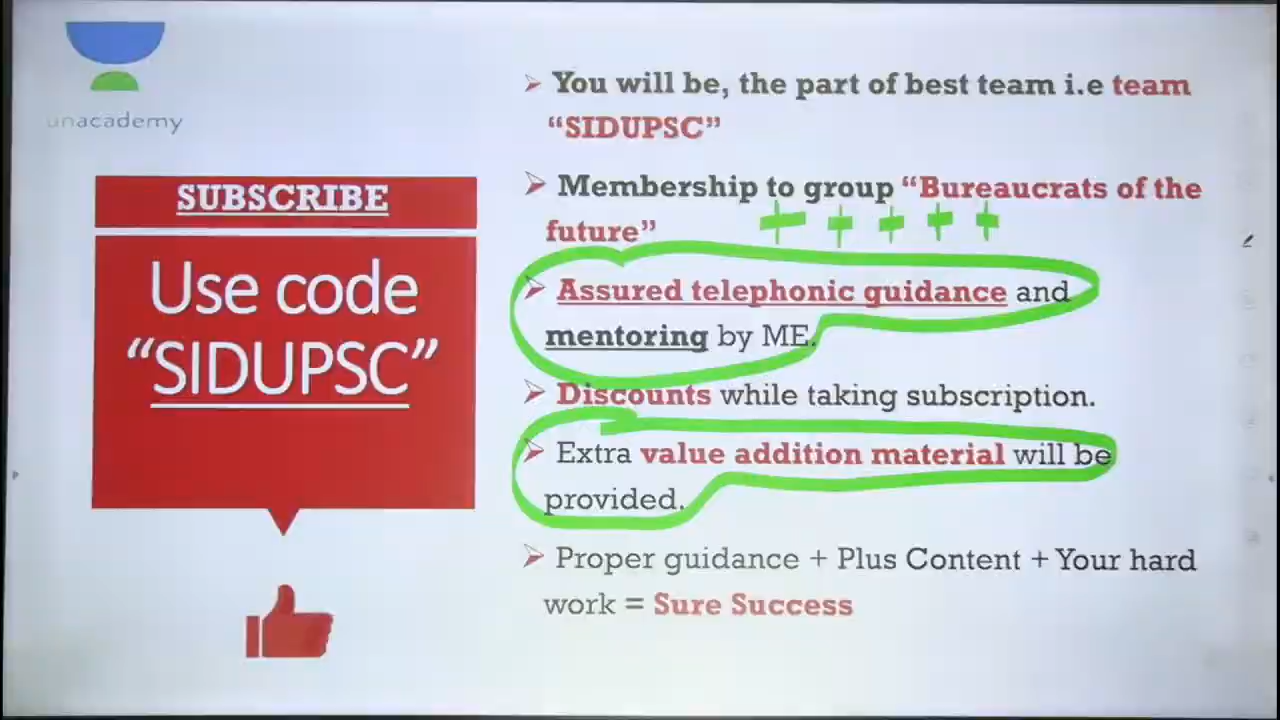 unacademy
SUBSCRIBE
Use code
“SIDUPSC”
➢ You will be, the part of best team i.e team
“SIDUPSC”
➢ Membership to group “Bureaucrats of the
future”
➢ Assured telephonic guidance and
mentoring by ME.
➢ Discounts while taking subscription.
➢ Extra value addition material will be
provided.
➢ Proper guidance + Plus Content + Your hard
work = Sure Success